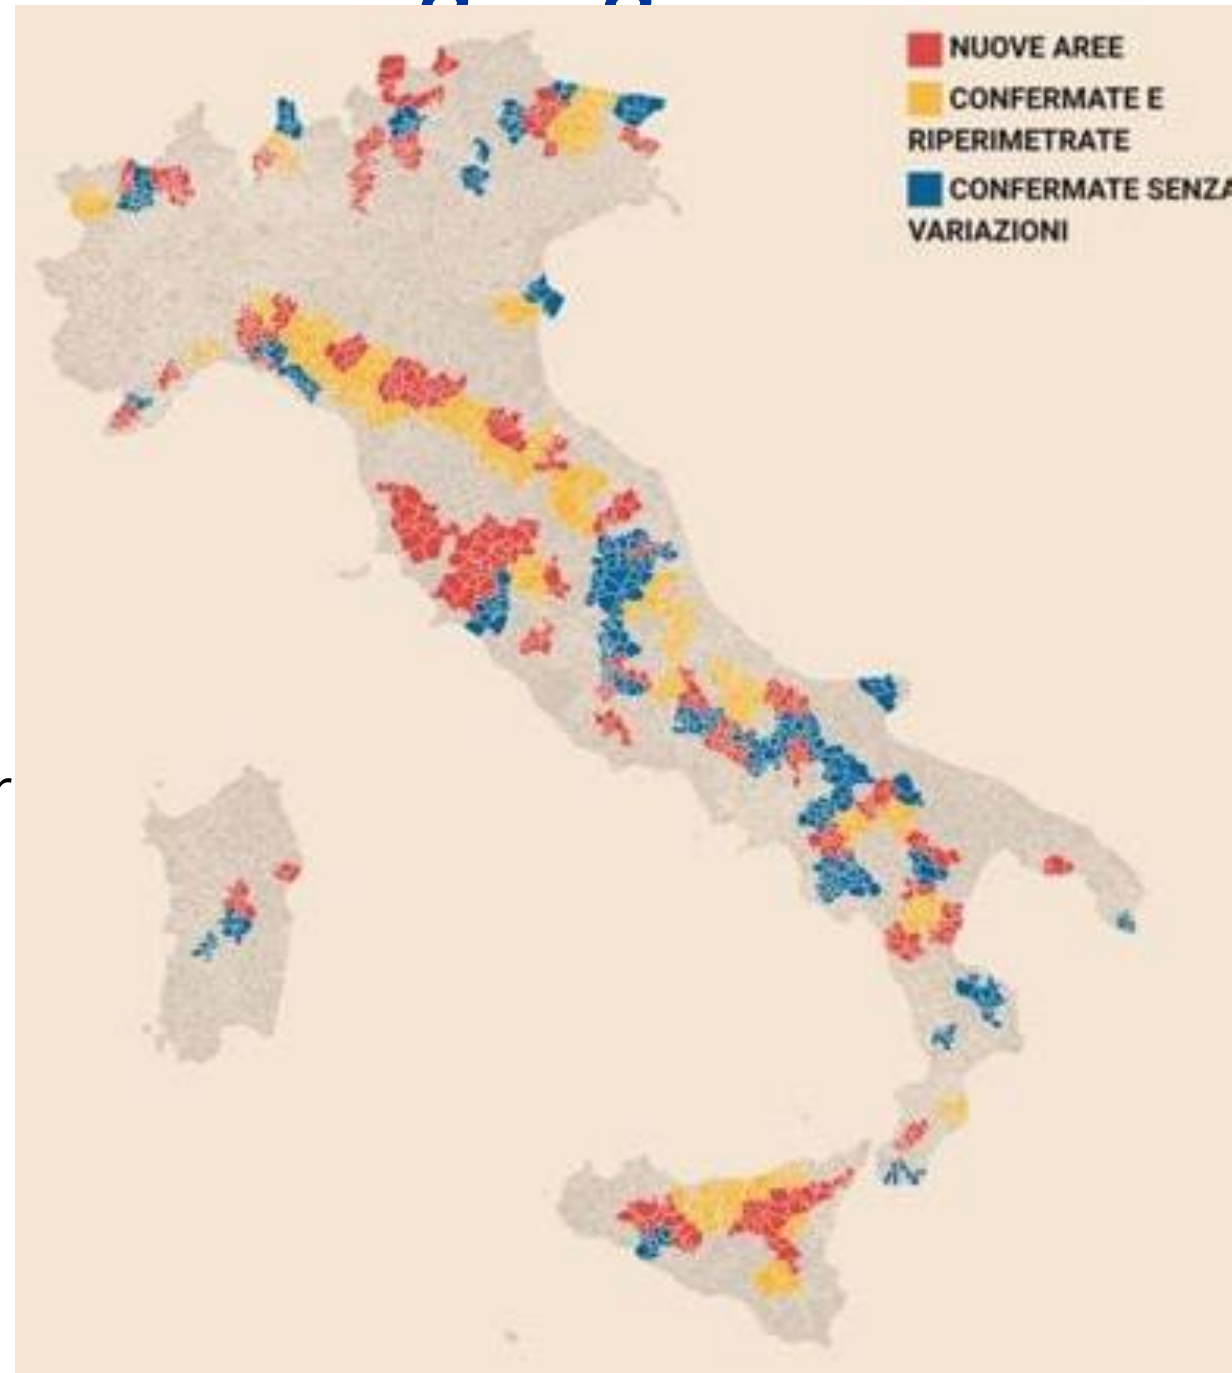 NUOVE AREE
CONFERMATE E
RIPERIMETRATE
CONFERMATE SENZA
VARIAZIONI